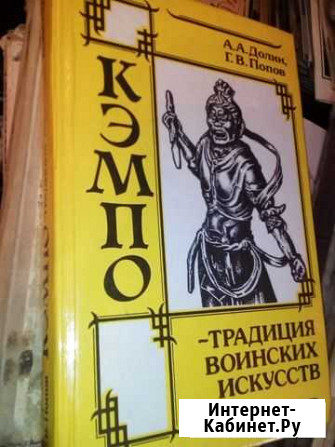 А.А.Долин,
Г.В.Попов
КЭМПО
–ТРАДИЦИЯ
ВОИНСКИХ
ИСКУССТВ
Интернет-
Кабинет.Ру